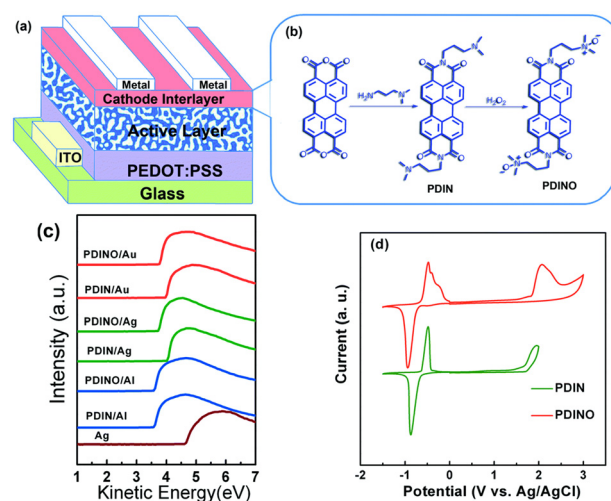 (a)
Metal
Metal
Cathode Interlayer
Active Layer
ITO
PEDOT:PSS
Glass
(b)
H₂O₂
PDIN
PDINO
(c)
PDINO/Au
PDIN/Au
PDINO/Ag
PDIN/Ag
PDINO/Al
PDIN/Al
Ag
Intensity (a.u.)
1 2 3 4 5 6 7
Kinetic Energy(eV)
(d)
Current (a. u.)
PDIN
PDINO
-2 -1 0 1 2 3
Potential (V vs. Ag/AgCl)